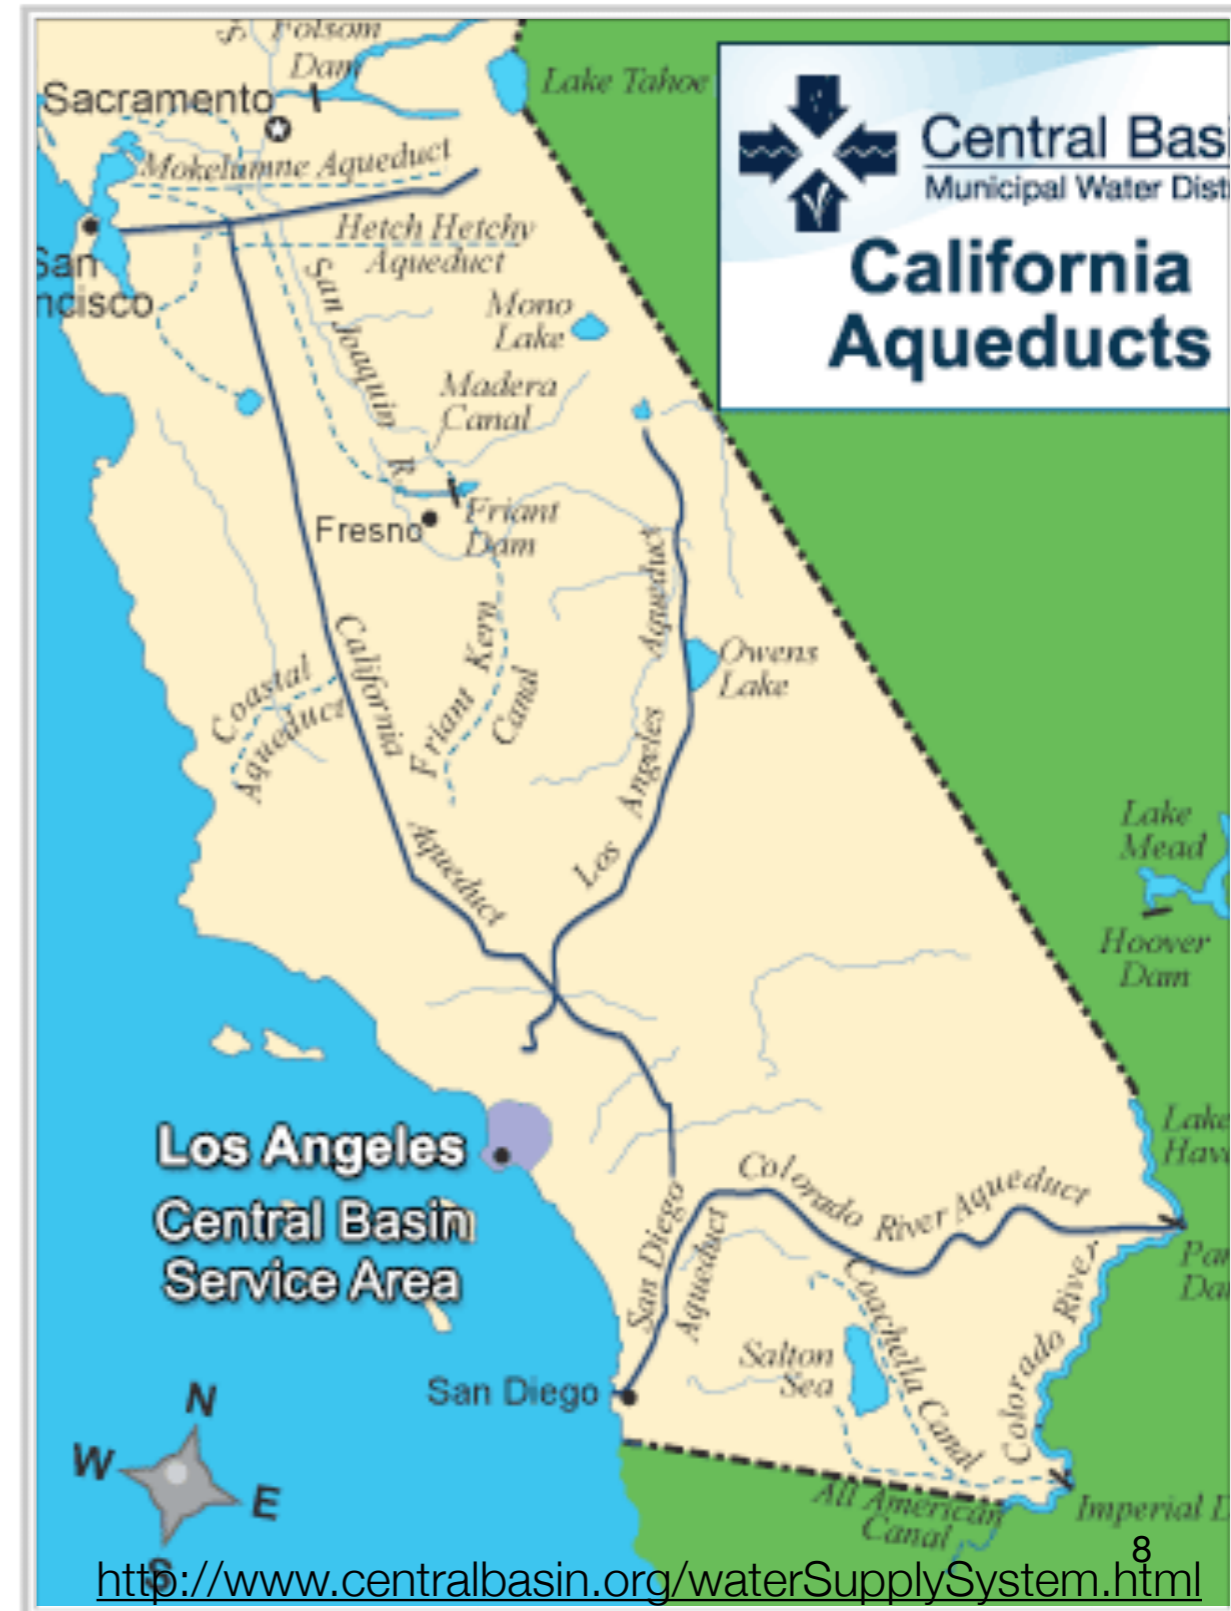 Folsom
Dam
Lake Tahoe
Sacramento
Central Basi
Municipal Water Dist
California
Aqueducts
Mokelumne Aqueduct
Hetch Hetchy
Aqueduct
San
ncisco
San Joaquin R.
Mono
Lake
Madera
Canal
Fresno
Friant
Dam
Los Angeles Aqueduct
Owens
Lake
California Aqueduct
Friant Kern
Canal
Coastal
Aqueduct
Lake
Mead
Hoover
Dam
Lake
Hava
Los Angeles
Central Basin
Service Area
Colorado River Aqueduct
San Diego
Aqueduct
Par
Da
Coachella Canal
Colorado River
Salton
Sea
San Diego
N
W
E
S
All American
Canal
Imperial D
8
http://www.centralbasin.org/waterSupplySystem.html